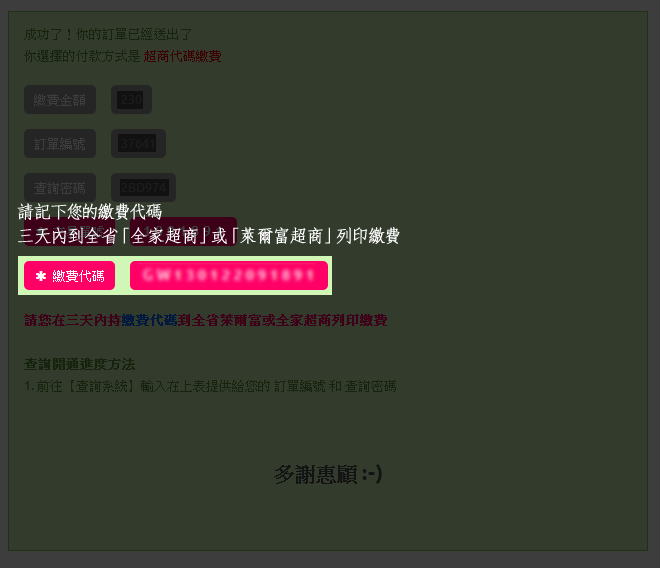 成功了！你的訂單已經送出了
你選擇的付款方式是 超商代碼繳費
繳費金額 230
訂單編號 37641
查詢密碼 2BD974
請記下您的繳費代碼
三天內到全省「全家超商」或「萊爾富超商」列印繳費
✱ 繳費代碼 GW130122091891
請您在三天內持繳費代碼到全省萊爾富或全家超商列印繳費
查詢開通進度方法
1. 前往【查詢系統】輸入在上表提供給您的 訂單編號 和 查詢密碼
多謝惠顧 :-)